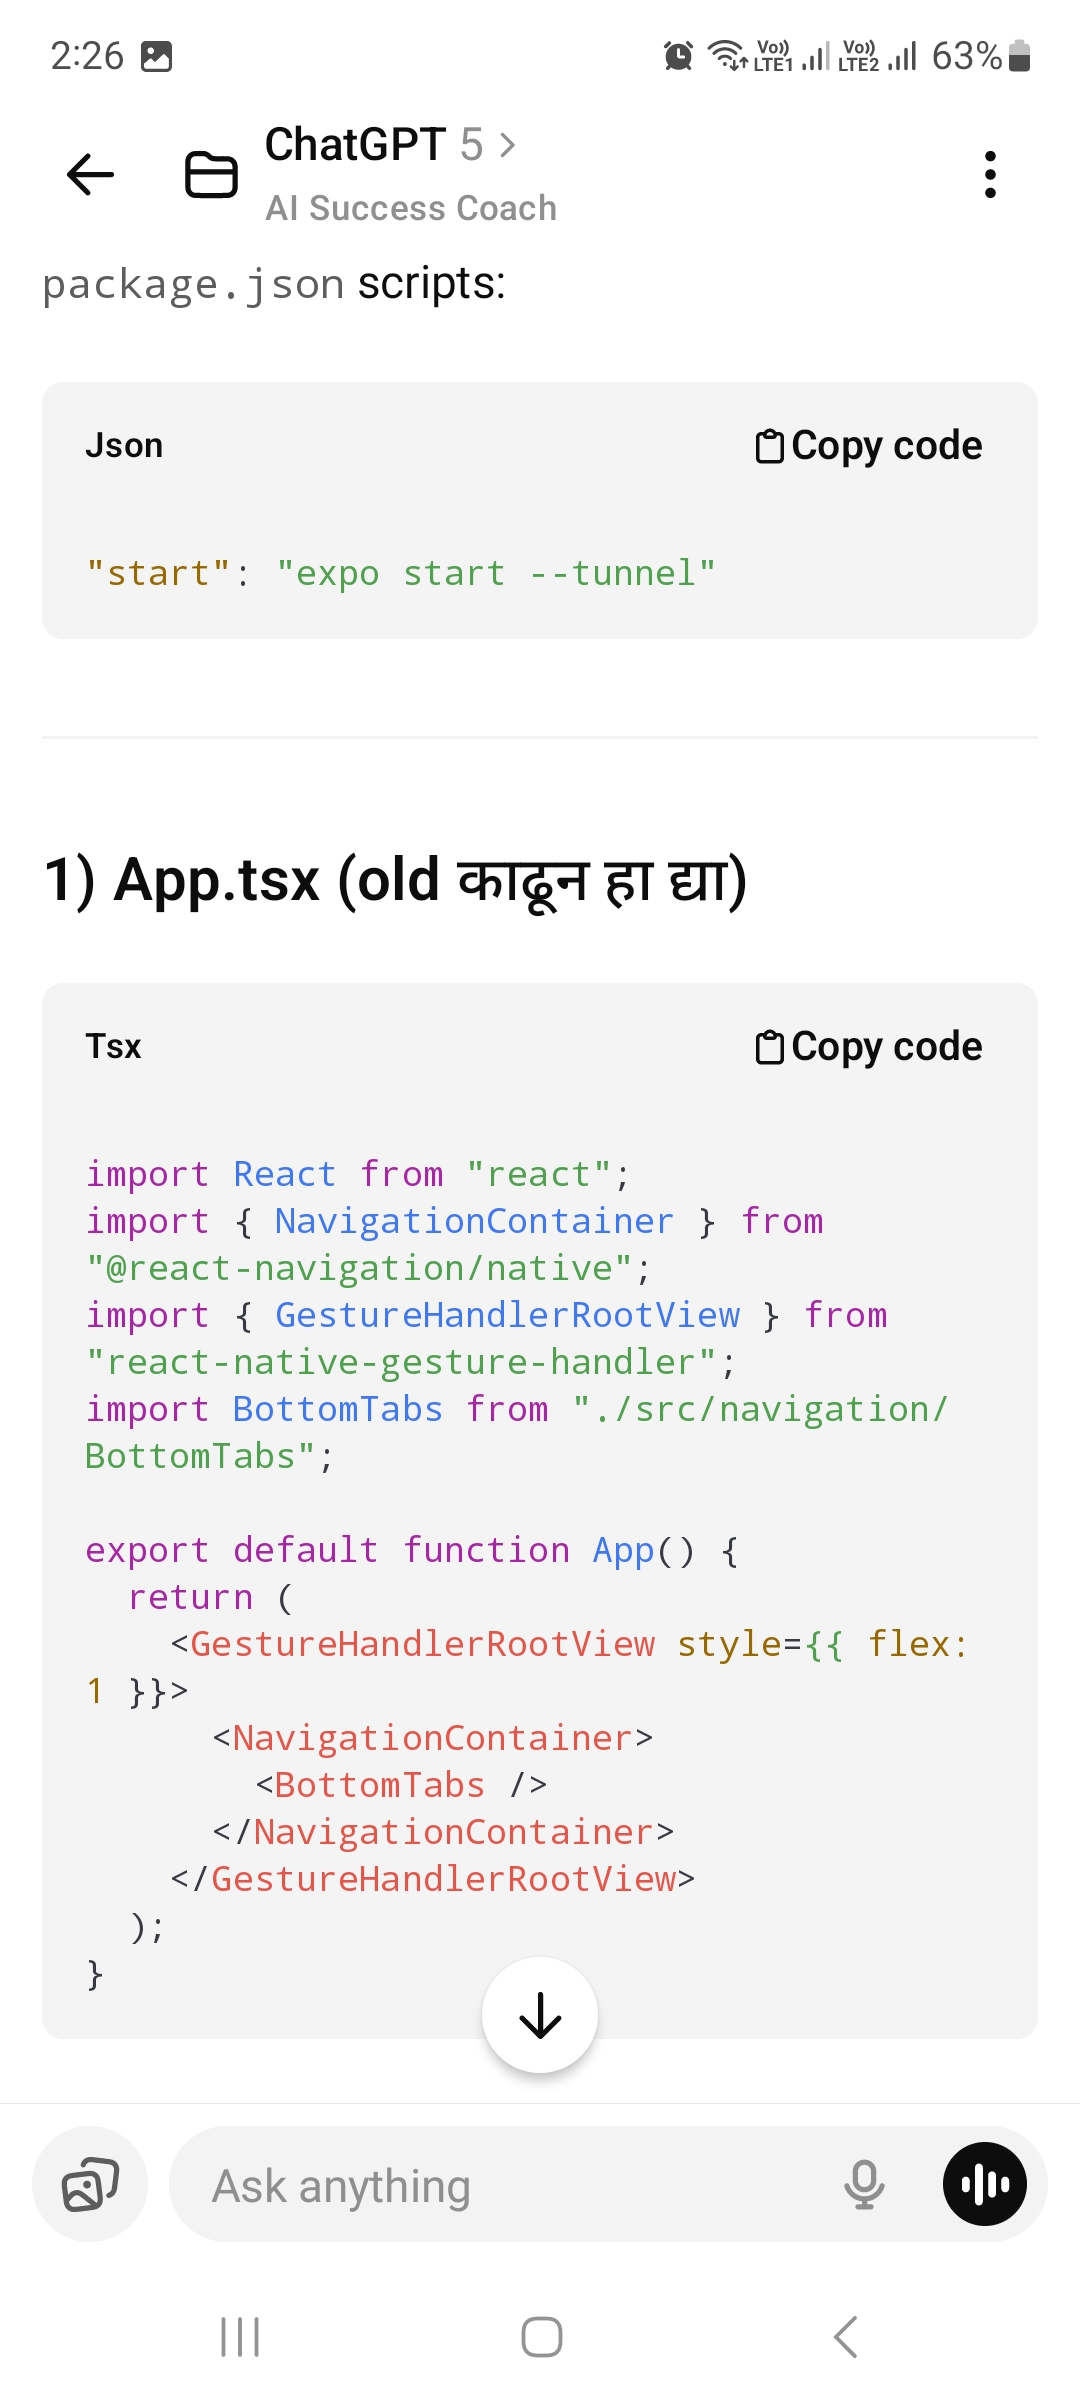 2:26
Vo)) LTE1 Vo)) LTE2 63%
ChatGPT 5 >
AI Success Coach
package.json scripts:
Json
Copy code
"start": "expo start --tunnel"
1) App.tsx (old काढून हा द्या)
Tsx
Copy code
import React from "react";
import { NavigationContainer } from
"@react-navigation/native";
import { GestureHandlerRootView } from
"react-native-gesture-handler";
import BottomTabs from "./src/navigation/
BottomTabs";
export default function App() {
  return (
    <GestureHandlerRootView style={{ flex:
1 }}>
      <NavigationContainer>
        <BottomTabs />
      </NavigationContainer>
    </GestureHandlerRootView>
  );
}
Ask anything